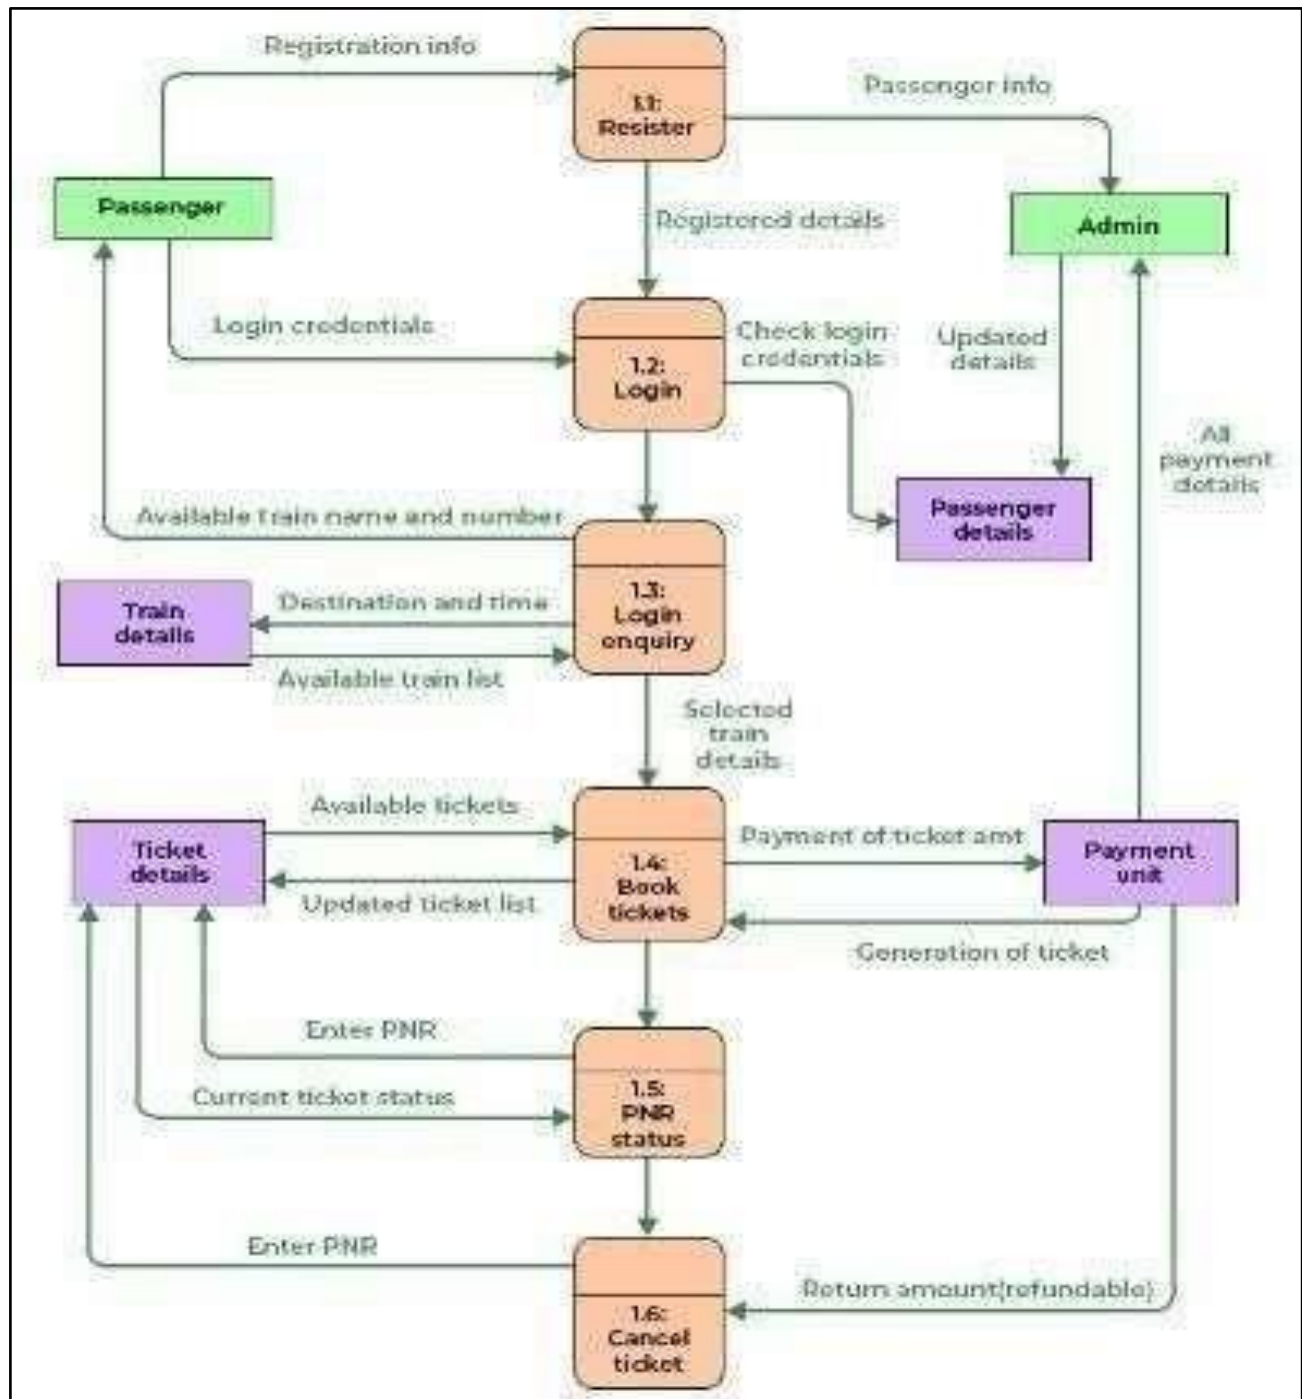 Registration info
1.1:
Resister
Passenger info
Passenger
Registered details
Admin
Login credentials
1.2:
Login
Check login
credentials
Updated
details
All
payment
details
Passenger
details
Available train name and number
1.3:
Login
enquiry
Train
details
Destination and time
Available train list
Selected
train
details
Available tickets
Ticket
details
Updated ticket list
1.4:
Book
tickets
Payment of ticket amt
Payment
unit
Generation of ticket
Enter PNR
Current ticket status
1.5:
PNR
status
Enter PNR
Return amount(refundable)
1.6:
Cancel
ticket